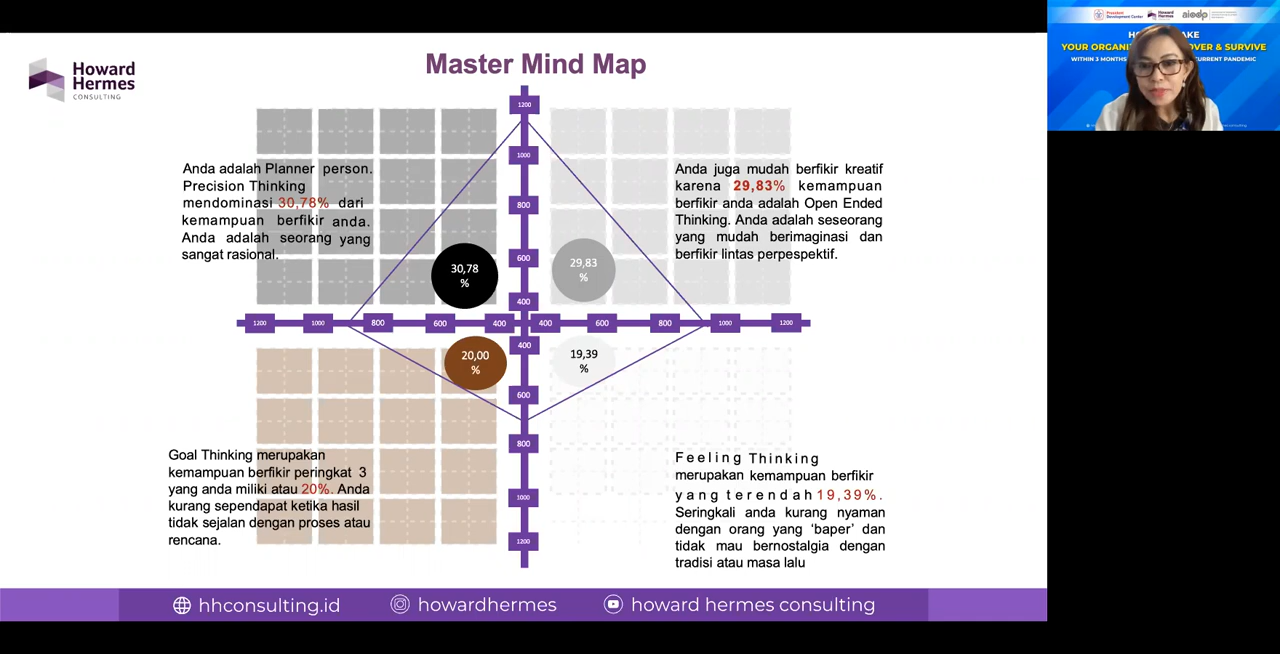 Howard
Hermes
CONSULTING
Master Mind Map
Anda adalah Planner person.
Precision Thinking
mendominasi 30,78% dari
kemampuan berfikir anda.
Anda adalah seorang yang
sangat rasional.
Anda juga mudah berfikir kreatif
karena 29,83% kemampuan
berfikir anda adalah Open Ended
Thinking. Anda adalah seseorang
yang mudah berimaginasi dan
berfikir lintas perpespektif.
1200
1000
800
600
400
30,78
%
29,83
%
1200
1000
800
600
400
400
600
800
1000
1200
20,00
%
19,39
%
400
600
800
1000
1200
Goal Thinking merupakan
kemampuan berfikir peringkat 3
yang anda miliki atau 20%. Anda
kurang sependapat ketika hasil
tidak sejalan dengan proses atau
rencana.
Feeling Thinking
merupakan kemampuan berfikir
yang terendah 19,39%.
Seringkali anda kurang nyaman
dengan orang yang ‘baper’ dan
tidak mau bernostalgia dengan
tradisi atau masa lalu
hhconsulting.id
howardhermes
howard hermes consulting
President
Development Center
Howard
Hermes
aiodp
YOUR
WITHIN 3 MONTHS
CURRENT PANDEMIC
& SURVIVE